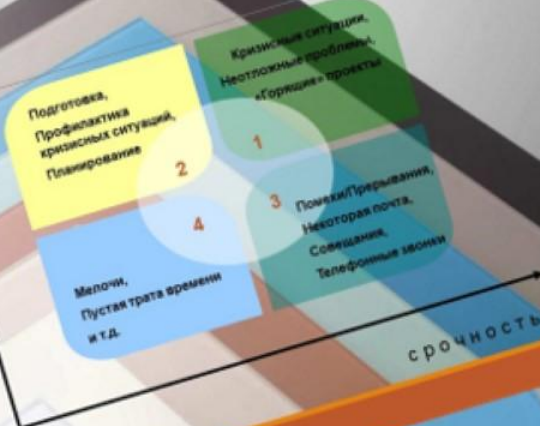 Кризисные ситуации,
Неотложные проблемы,
«Горящие» проекты
1
Подготовка,
Профилактика
кризисных ситуаций,
Планирование
2
3
Помехи/Прерывания,
Некоторая почта,
Совещания,
Телефонные звонки
4
Мелочи,
Пустая трата времени
и т.д.
срочность